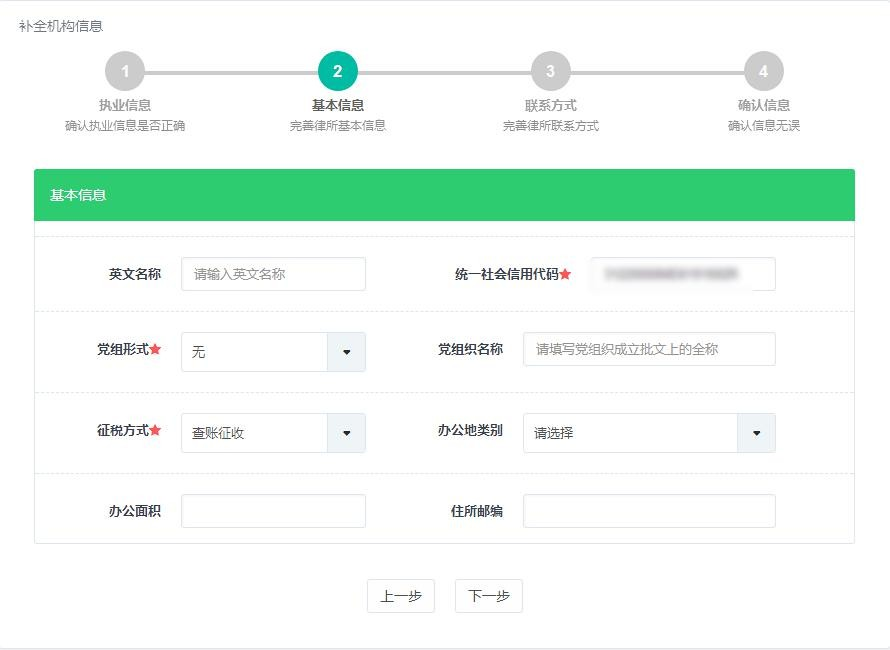 补全机构信息
1 2 3 4
执业信息 基本信息 联系方式 确认信息
确认执业信息是否正确 完善律所基本信息 完善律所联系方式 确认信息无误
基本信息
英文名称 请输入英文名称 统一社会信用代码★
党组形式★ 无 党组织名称 请填写党组织成立批文上的全称
征税方式★ 查账征收 办公地类别 请选择
办公面积 住所邮编
上一步 下一步